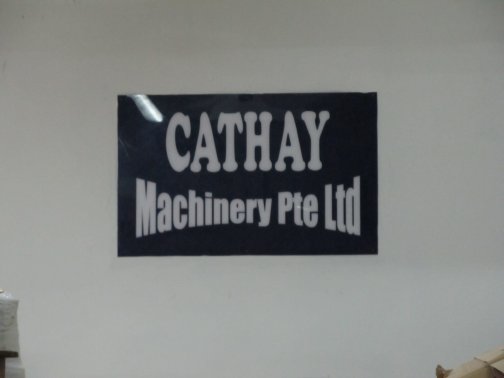 CATHAY
Machinery Pte Ltd